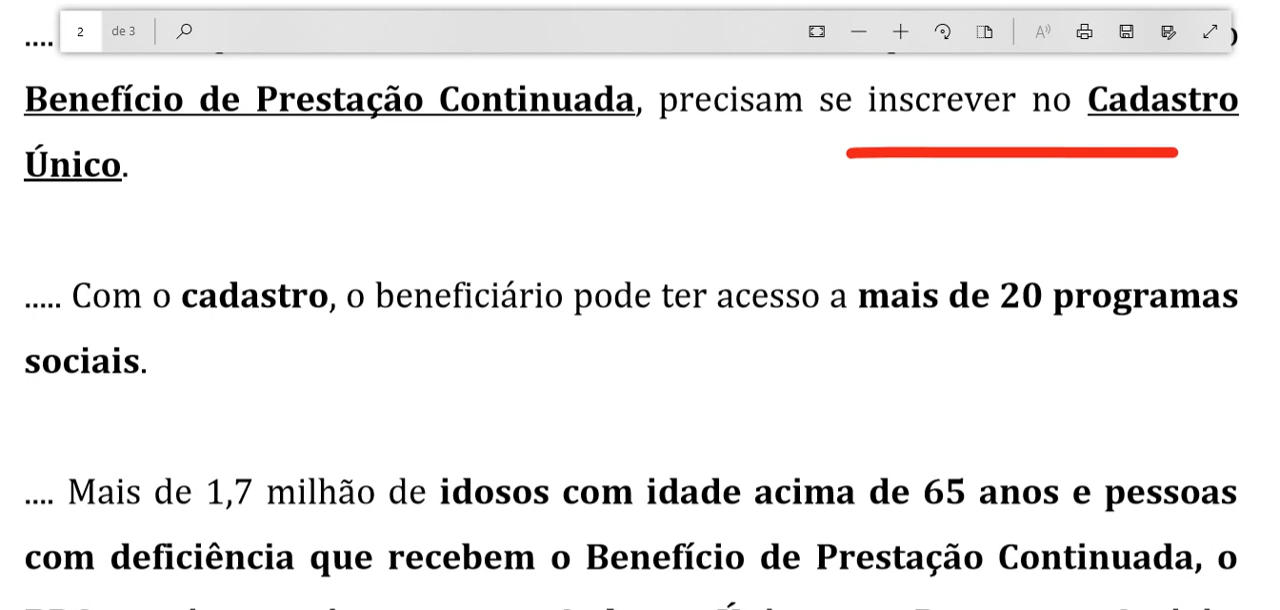 2 de 3
....
Benefício de Prestação Continuada, precisam se inscrever no Cadastro
Único.
..... Com o cadastro, o beneficiário pode ter acesso a mais de 20 programas
sociais.
.... Mais de 1,7 milhão de idosos com idade acima de 65 anos e pessoas
com deficiência que recebem o Benefício de Prestação Continuada, o